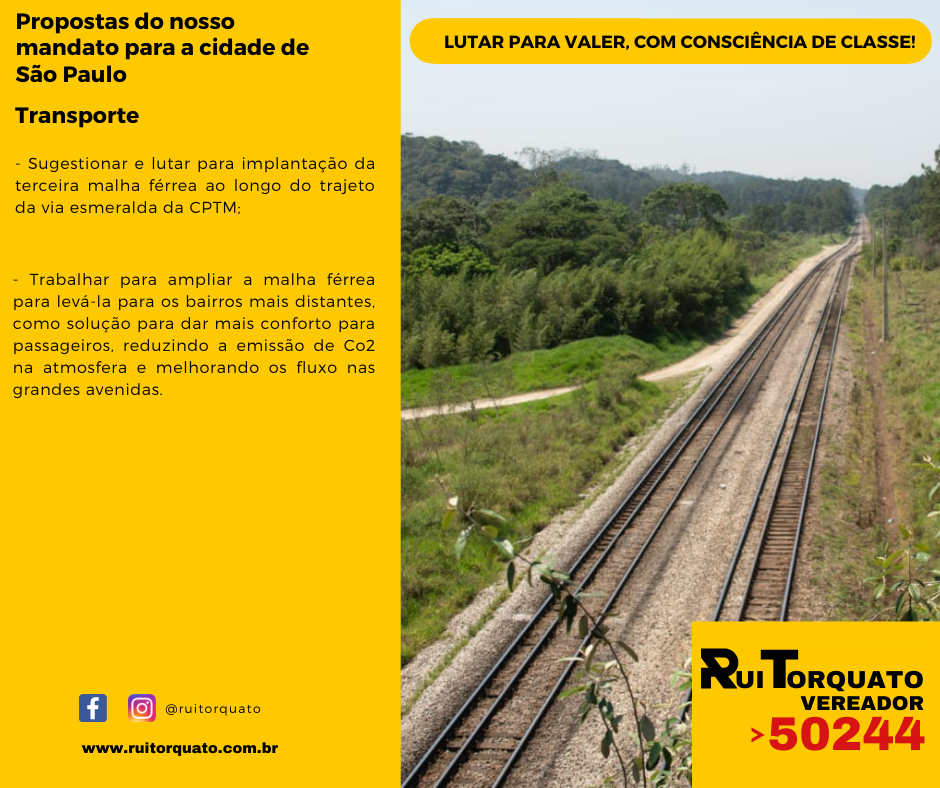 Propostas do nosso
mandato para a cidade de
São Paulo
Transporte
- Sugestionar e lutar para implantação da
terceira malha férrea ao longo do trajeto
da via esmeralda da CPTM;
- Trabalhar para ampliar a malha férrea
para levá-la para os bairros mais distantes,
como solução para dar mais conforto para
passageiros, reduzindo a emissão de Co2
na atmosfera e melhorando os fluxo nas
grandes avenidas.
@ruitorquato
www.ruitorquato.com.br
LUTAR PARA VALER, COM CONSCIÊNCIA DE CLASSE!
RUI TORQUATO
VEREADOR
>50244